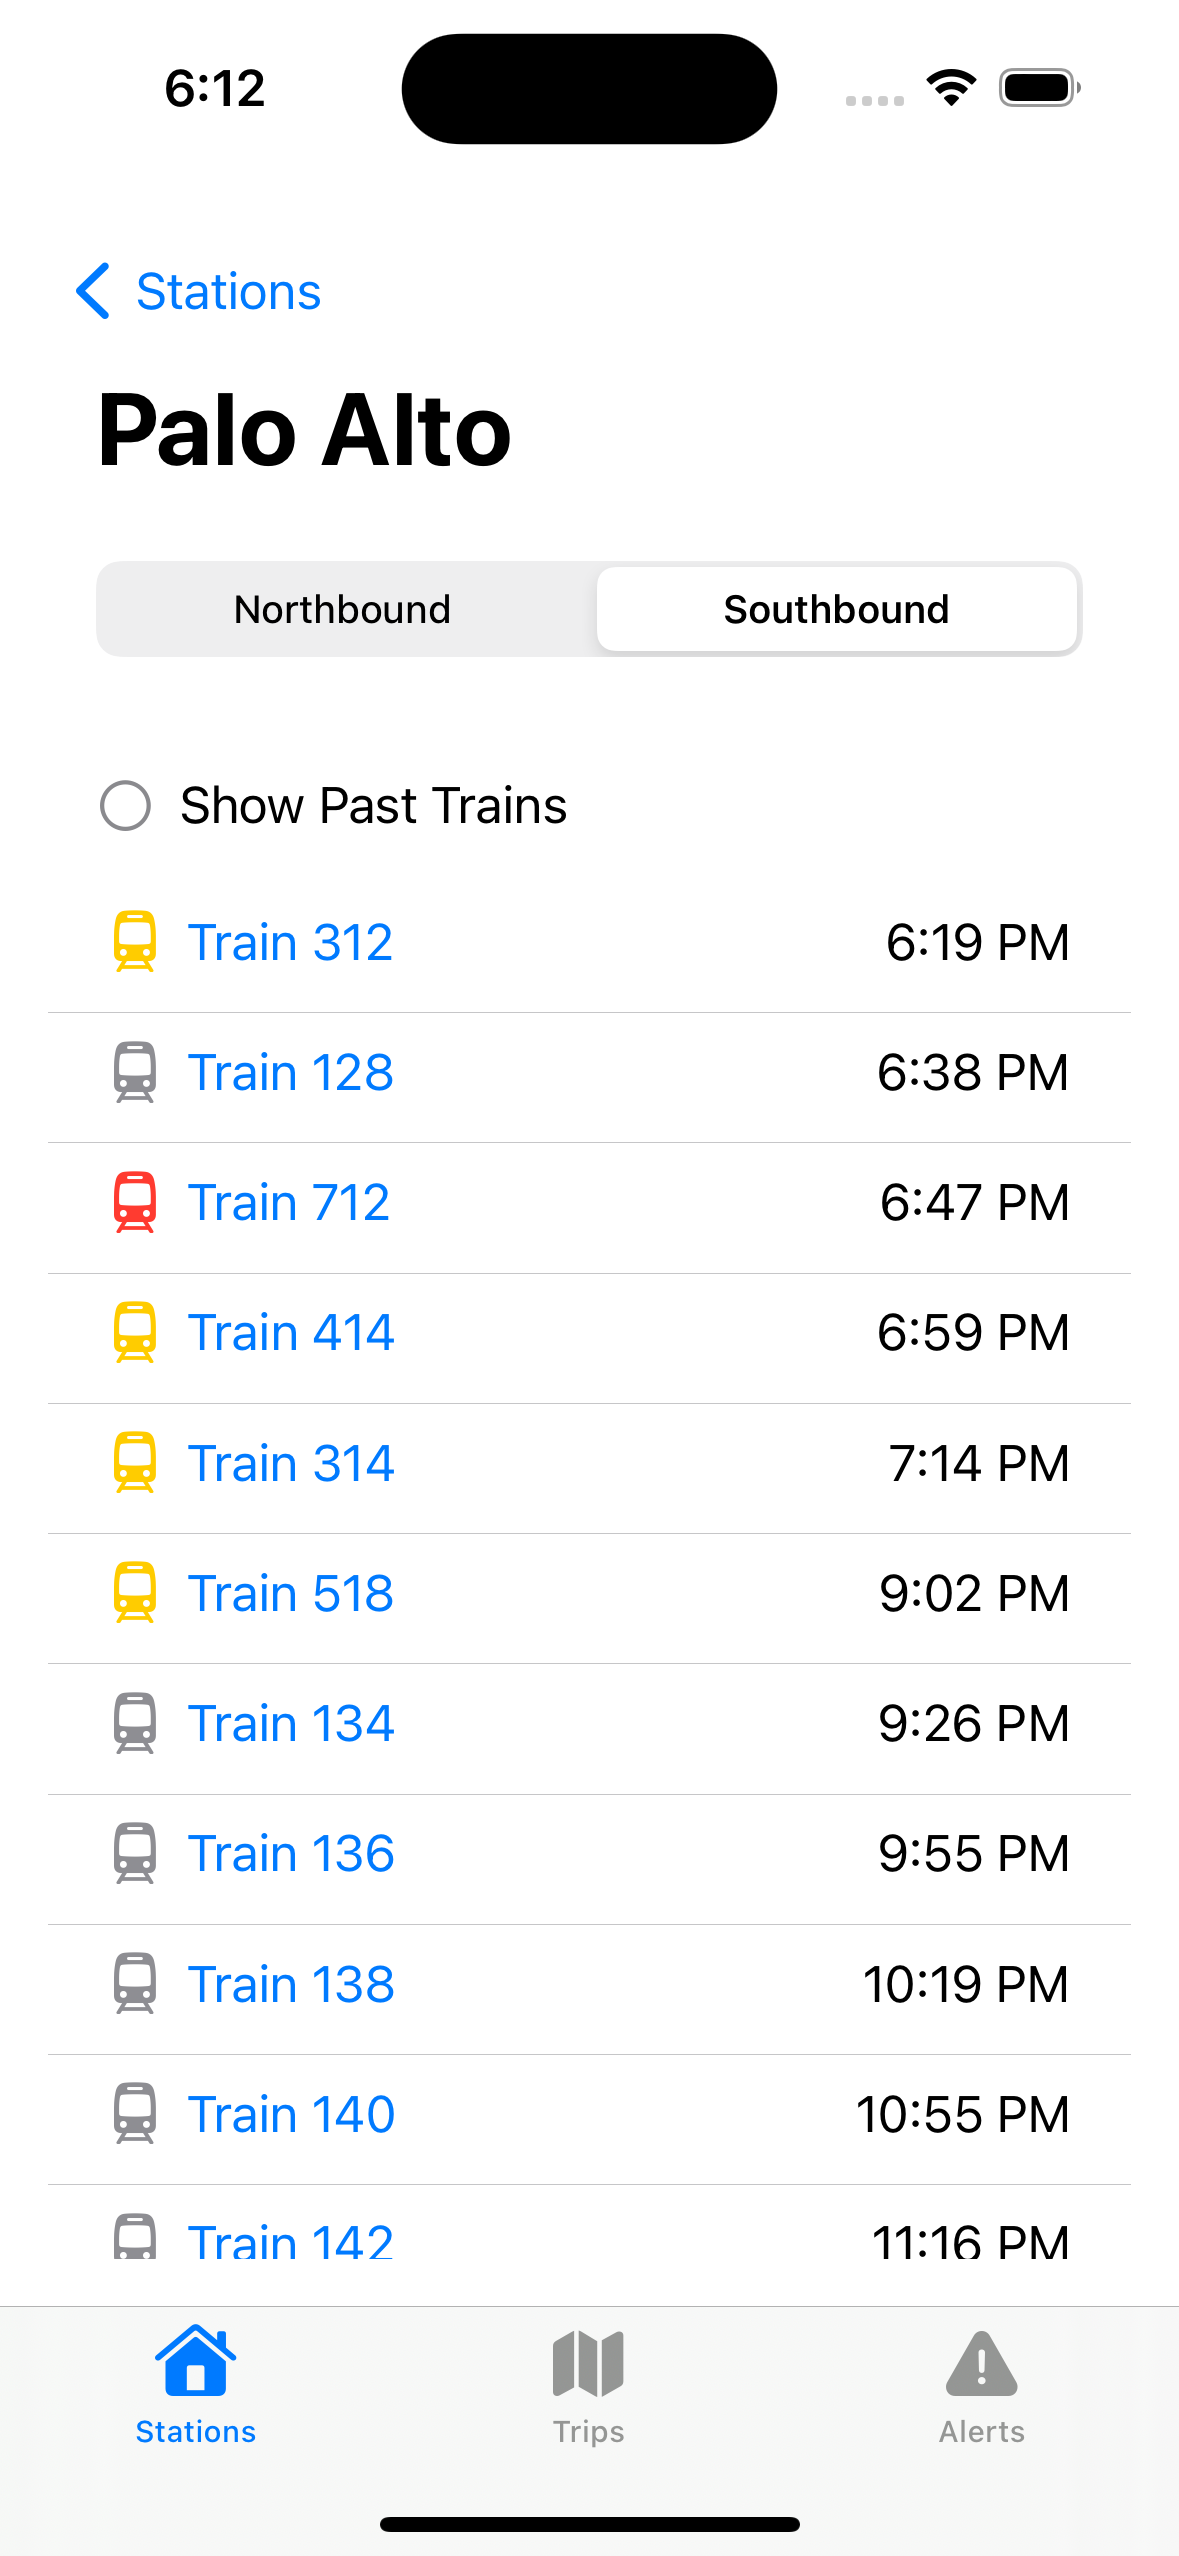 6:12
Stations
Palo Alto
Northbound Southbound
Show Past Trains
Train 312 6:19 PM
Train 128 6:38 PM
Train 712 6:47 PM
Train 414 6:59 PM
Train 314 7:14 PM
Train 518 9:02 PM
Train 134 9:26 PM
Train 136 9:55 PM
Train 138 10:19 PM
Train 140 10:55 PM
Train 142 11:16 PM
Stations Trips Alerts